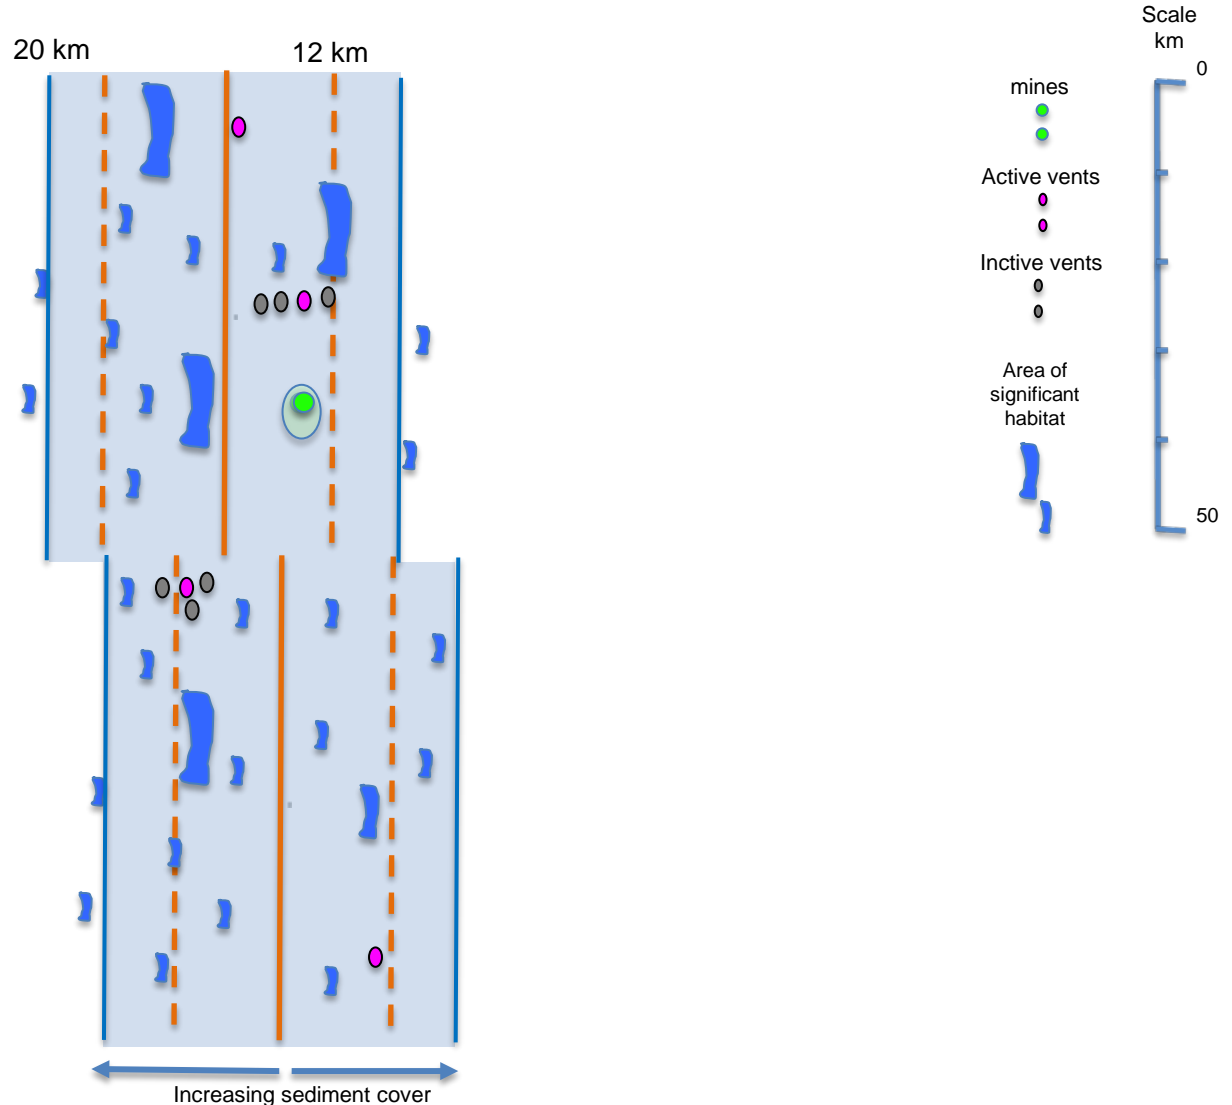 20 km
12 km
Scale
km
0
mines
Active vents
Inctive vents
Area of
significant
habitat
50
Increasing sediment cover